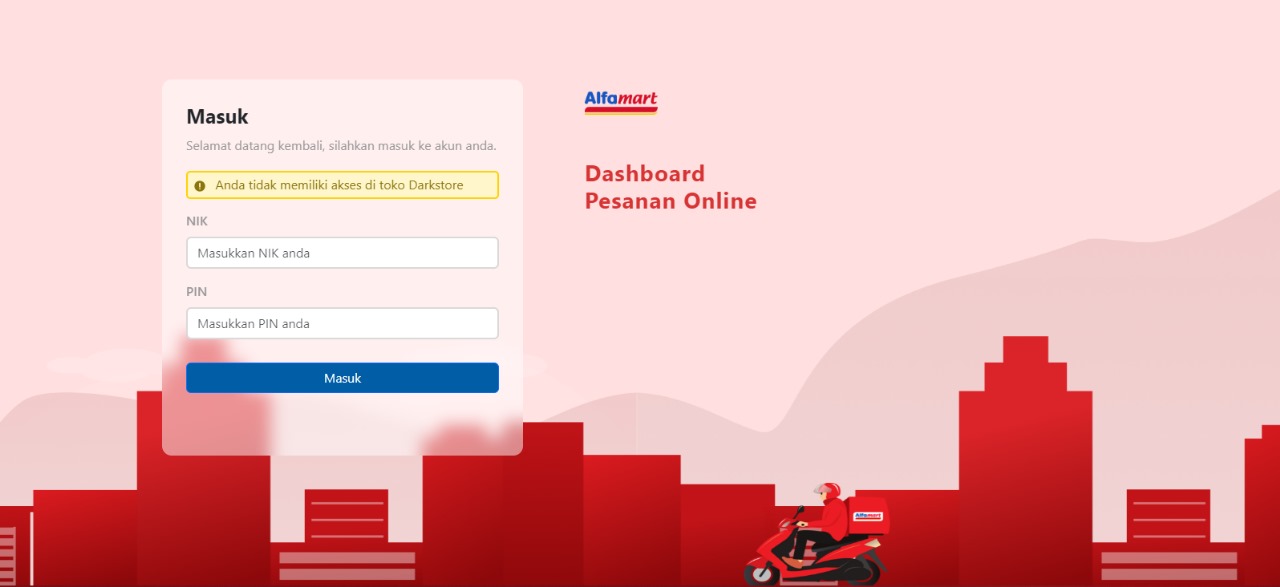 Masuk
Selamat datang kembali, silahkan masuk ke akun anda.
Anda tidak memiliki akses di toko Darkstore
NIK
Masukkan NIK anda
PIN
Masukkan PIN anda
Masuk
Alfamart
Dashboard
Pesanan Online
Alfamart